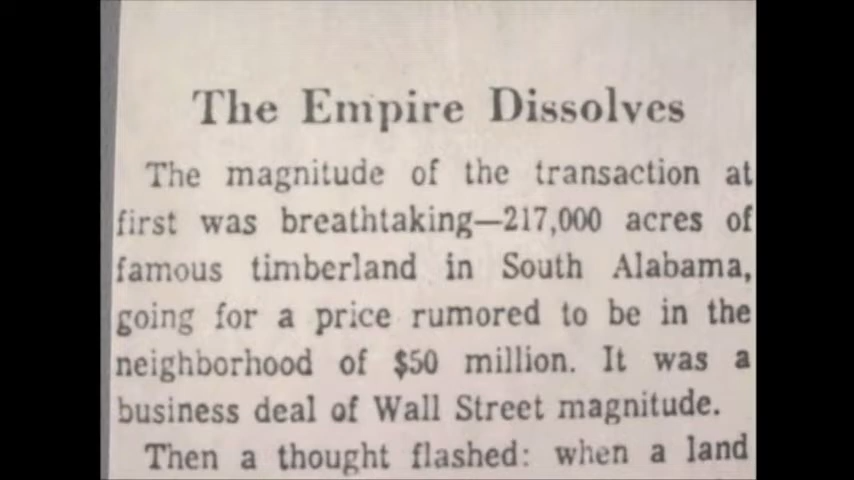 The Empire Dissolves
The magnitude of the transaction at
first was breathtaking—217,000 acres of
famous timberland in South Alabama,
going for a price rumored to be in the
neighborhood of $50 million. It was a
business deal of Wall Street magnitude.
Then a thought flashed: when a land